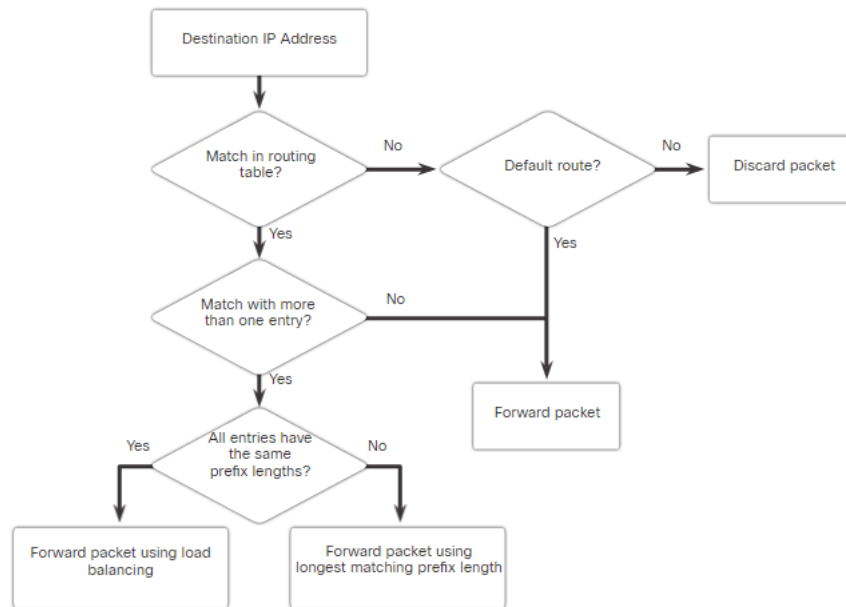 Destination IP Address
Match in routing
table?
No
Default route?
No
Discard packet
Yes
Yes
Match with more
than one entry?
No
Yes
Forward packet
All entries have
the same
prefix lengths?
Yes
No
Forward packet using load
balancing
Forward packet using
longest matching prefix length